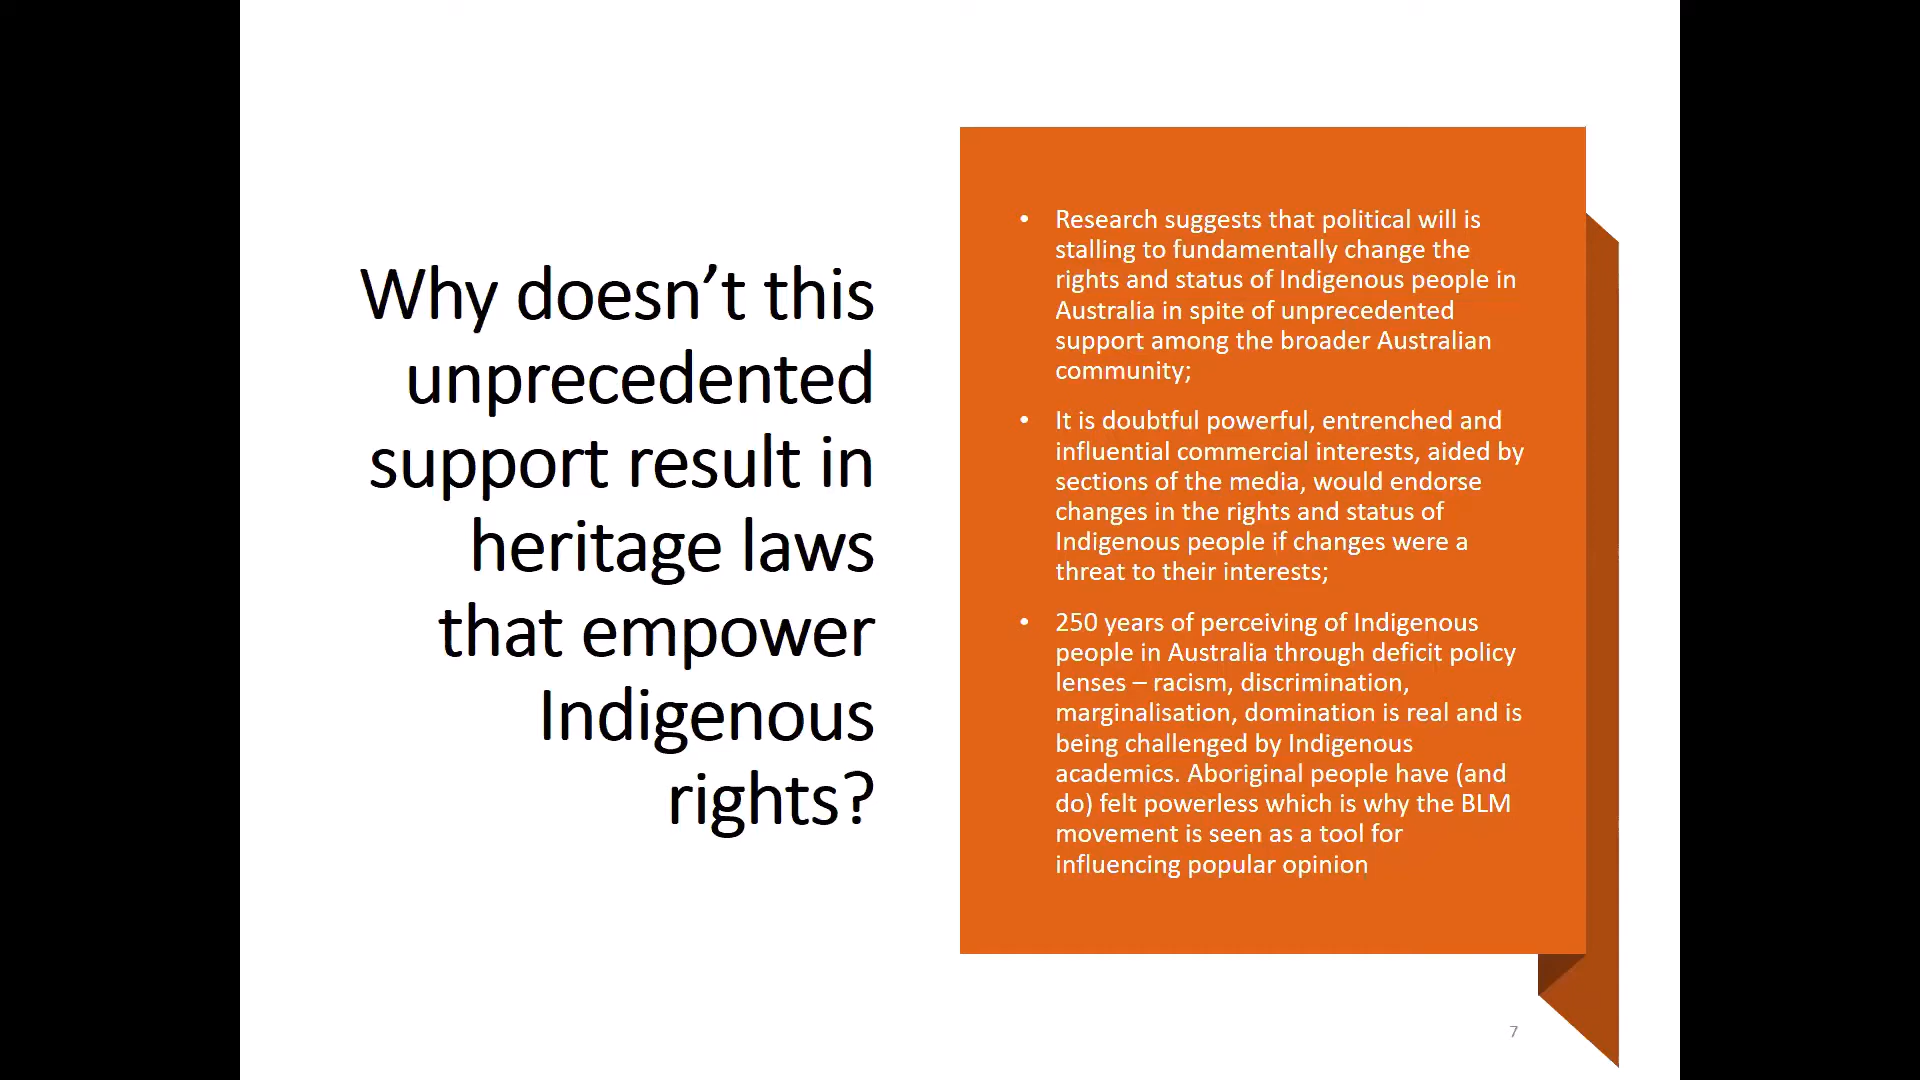 Why doesn’t this
unprecedented
support result in
heritage laws
that empower
Indigenous
rights?
• Research suggests that political will is
stalling to fundamentally change the
rights and status of Indigenous people in
Australia in spite of unprecedented
support among the broader Australian
community;
• It is doubtful powerful, entrenched and
influential commercial interests, aided by
sections of the media, would endorse
changes in the rights and status of
Indigenous people if changes were a
threat to their interests;
• 250 years of perceiving of Indigenous
people in Australia through deficit policy
lenses – racism, discrimination,
marginalisation, domination is real and is
being challenged by Indigenous
academics. Aboriginal people have (and
do) felt powerless which is why the BLM
movement is seen as a tool for
influencing popular opinion
7